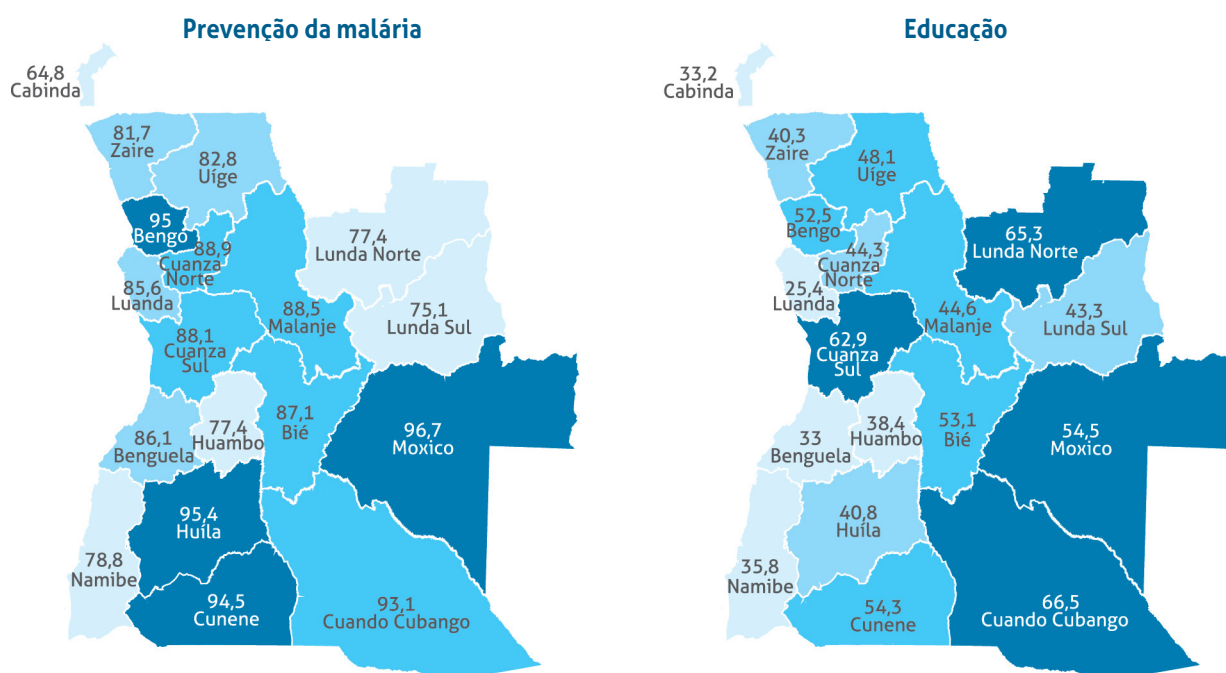 Prevenção da malária
64,8
Cabinda
81,7
Zaire
82,8
Uíge
95
Bengo
88,9
Cuanza
Norte
77,4
Lunda Norte
85,6
Luanda
88,5
Malanje
75,1
Lunda Sul
88,1
Cuanza
Sul
86,1
Benguela
77,4
Huambo
87,1
Bié
96,7
Moxico
95,4
Huíla
78,8
Namibe
94,5
Cunene
93,1
Cuando Cubango
Educação
33,2
Cabinda
40,3
Zaire
48,1
Uíge
52,5
Bengo
44,3
Cuanza
Norte
65,3
Lunda Norte
25,4
Luanda
44,6
Malanje
43,3
Lunda Sul
62,9
Cuanza
Sul
33
Benguela
38,4
Huambo
53,1
Bié
54,5
Moxico
40,8
Huíla
35,8
Namibe
54,3
Cunene
66,5
Cuando Cubango